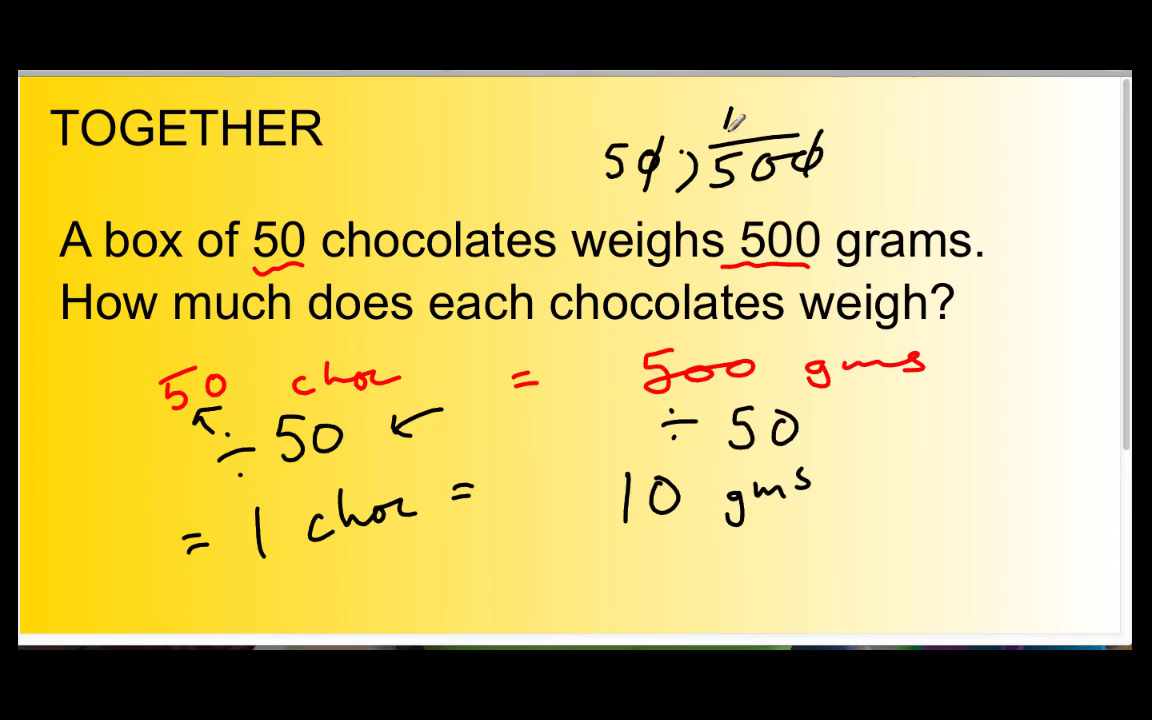 TOGETHER
1
50)500
A box of 50 chocolates weighs 500 grams.
How much does each chocolates weigh?
50 choc = 500 gms
÷ 50 ÷ 50
= 1 choc = 10 gms